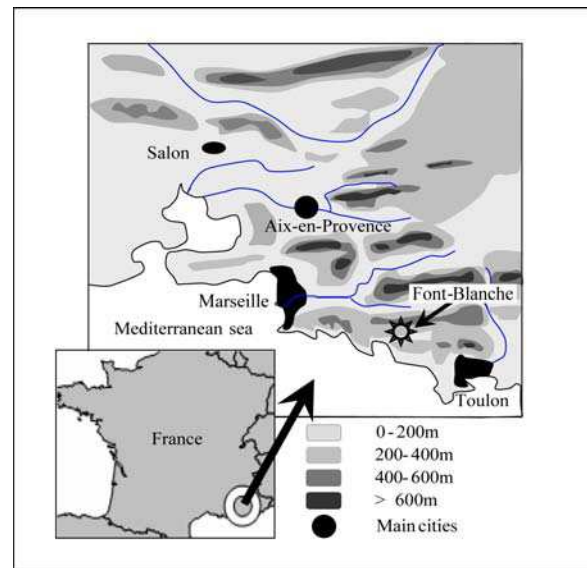 Salon
Aix-en-Provence
Marseille
Font-Blanche
Mediterranean sea
Toulon
France
0-200m
200-400m
400-600m
> 600m
Main cities